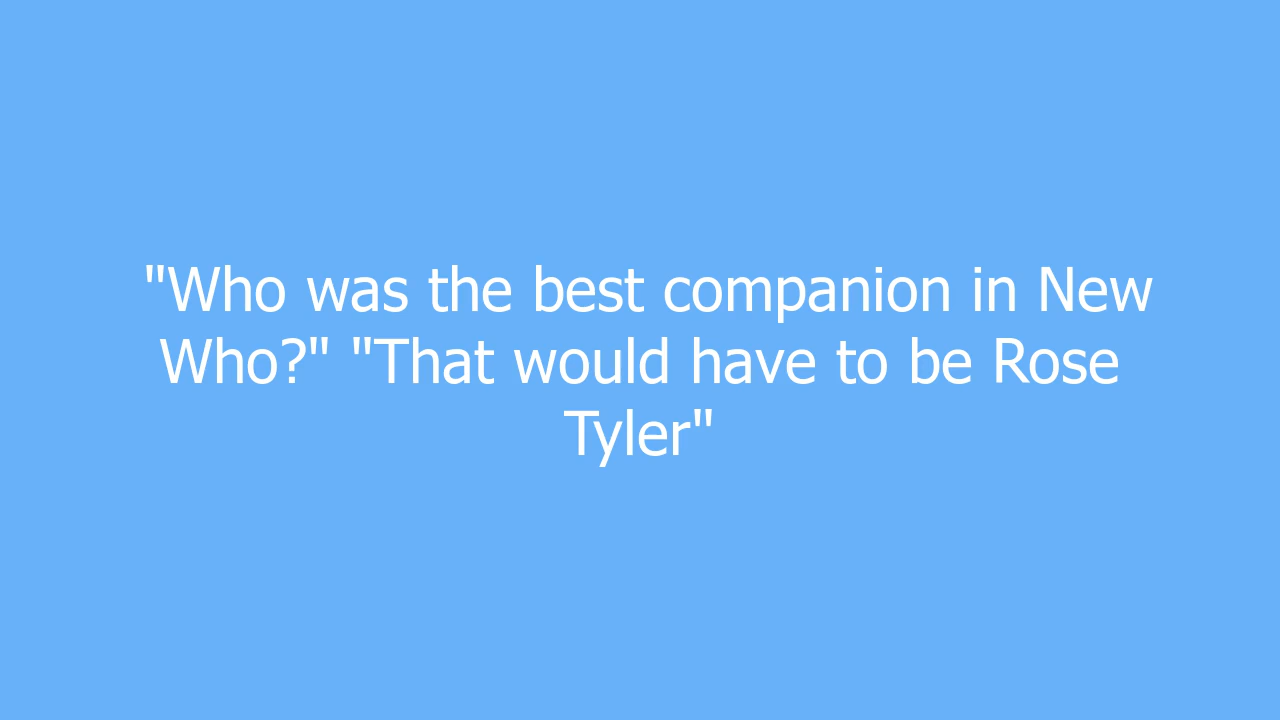 "Who was the best companion in New
Who?" "That would have to be Rose
Tyler"